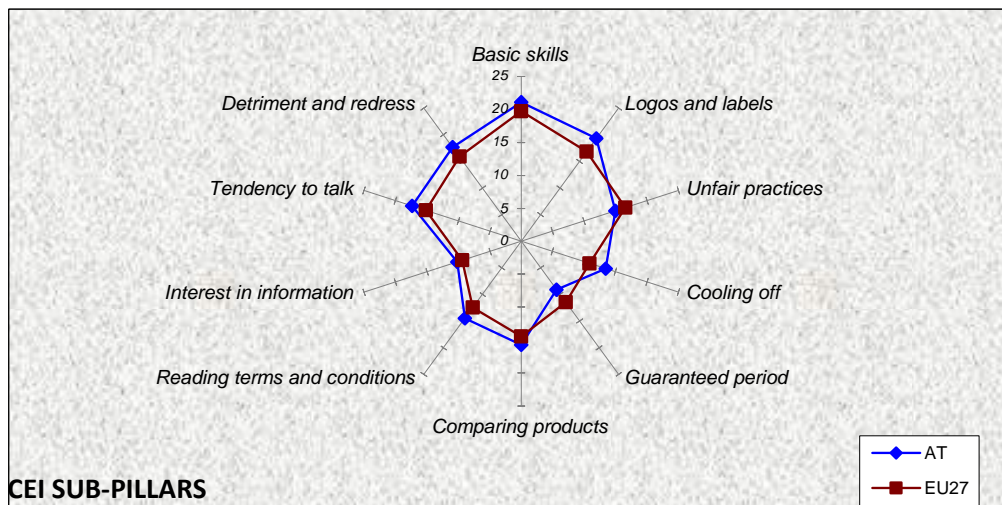 Basic skills
25
Detriment and redress
20
Logos and labels
15
Tendency to talk
10
Unfair practices
5
0
Interest in information
Cooling off
Reading terms and conditions
Guaranteed period
Comparing products
AT
EU27
CEI SUB-PILLARS